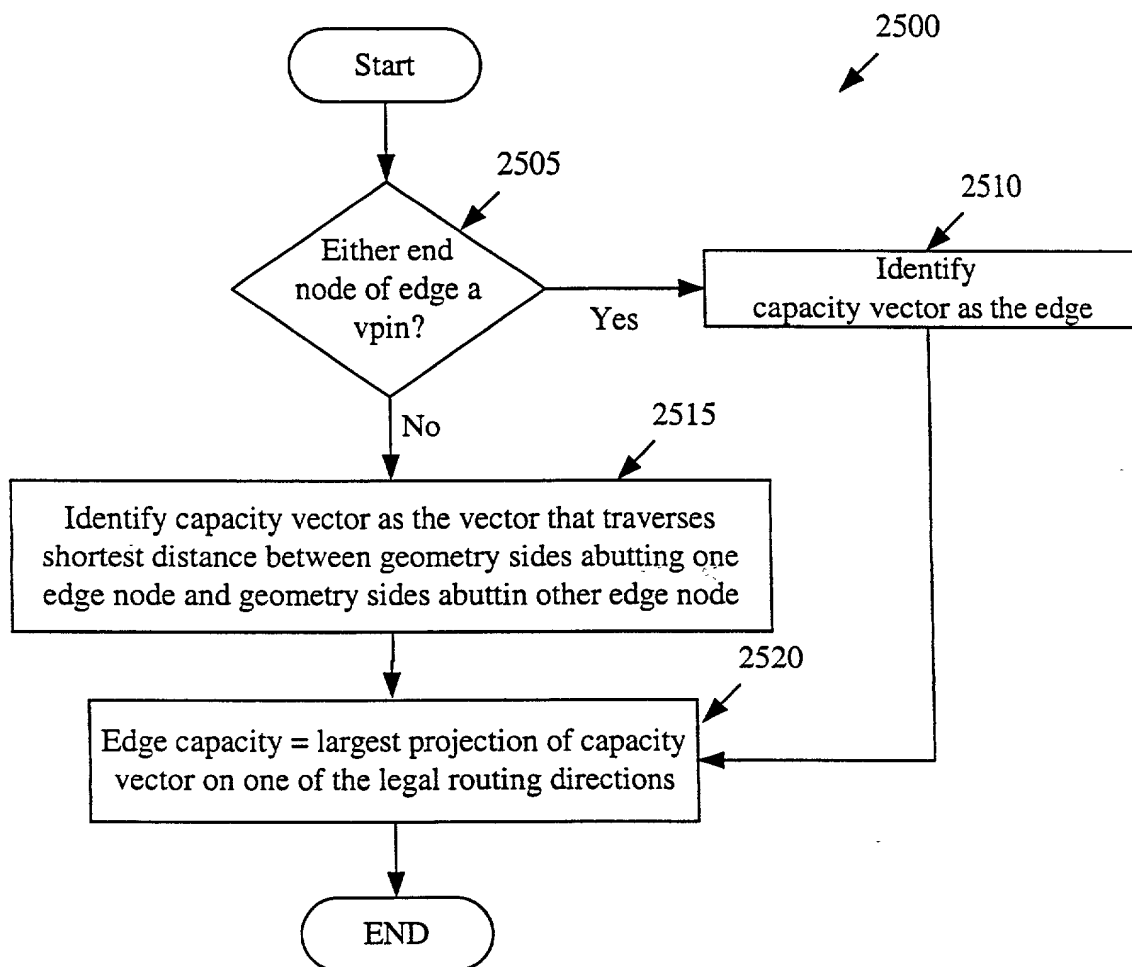 2500
Start
2505
Either end
node of edge a
vpin?
2510
Identify
capacity vector as the edge
Yes
No
2515
Identify capacity vector as the vector that traverses
shortest distance between geometry sides abutting one
edge node and geometry sides abuttin other edge node
2520
Edge capacity = largest projection of capacity
vector on one of the legal routing directions
END